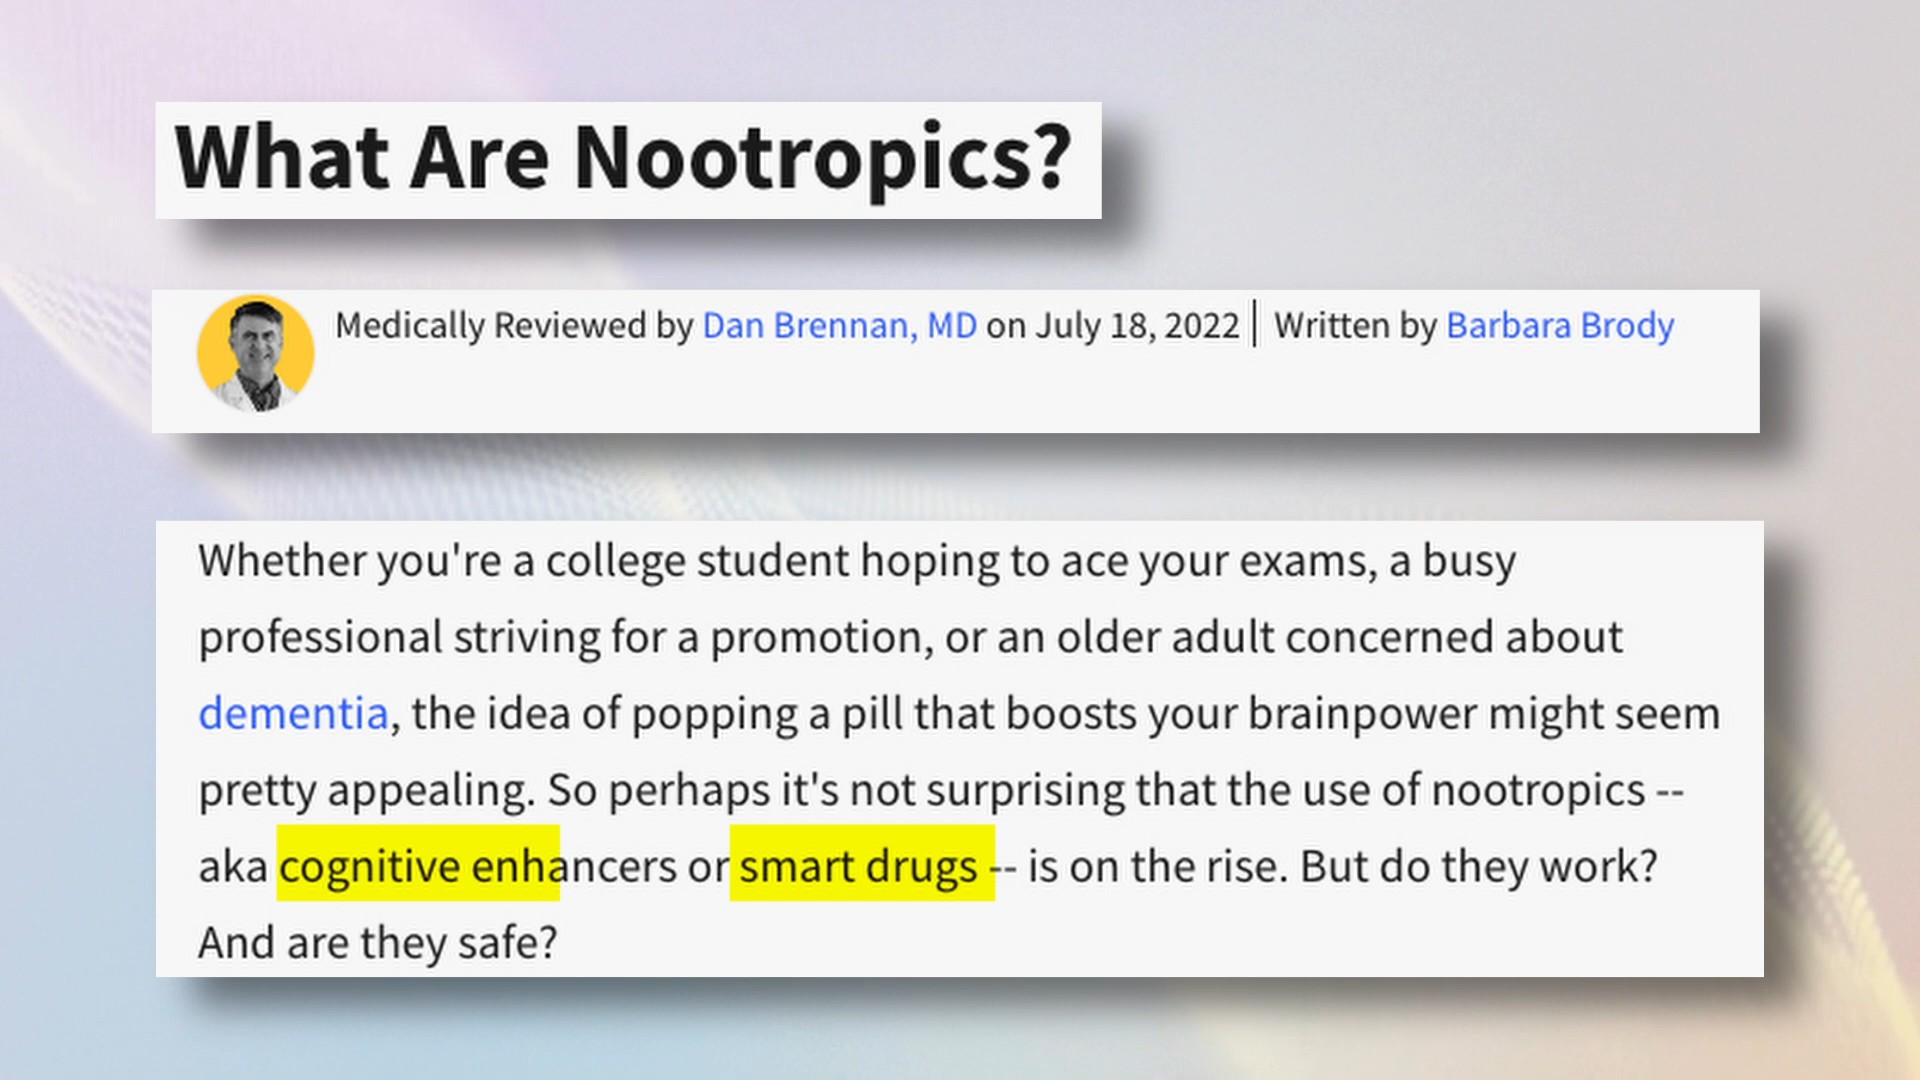 What Are Nootropics?
Medically Reviewed by Dan Brennan, MD on July 18, 2022 | Written by Barbara Brody
Whether you're a college student hoping to ace your exams, a busy
professional striving for a promotion, or an older adult concerned about
dementia, the idea of popping a pill that boosts your brainpower might seem
pretty appealing. So perhaps it's not surprising that the use of nootropics --
aka cognitive enhancers or smart drugs -- is on the rise. But do they work?
And are they safe?